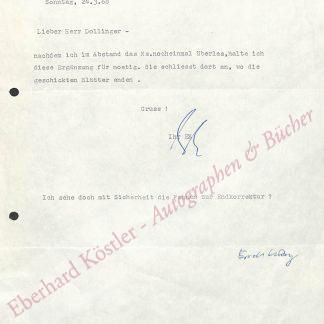 Sonntag, 24.3.68
Lieber Herr Dollinger -
nachdem ich im Abstand das Ms.nocheinmal überlas,halte ich
diese Ergänzung für noetig. Sie schliesst dort an, wo die
geschickten Blätter enden .
Gruss !
Ihr
Ich sehe doch mit Sicherheit die Fahnen zur Endkorrektur ?
Eberhard Köstler - Autographen & Bücher